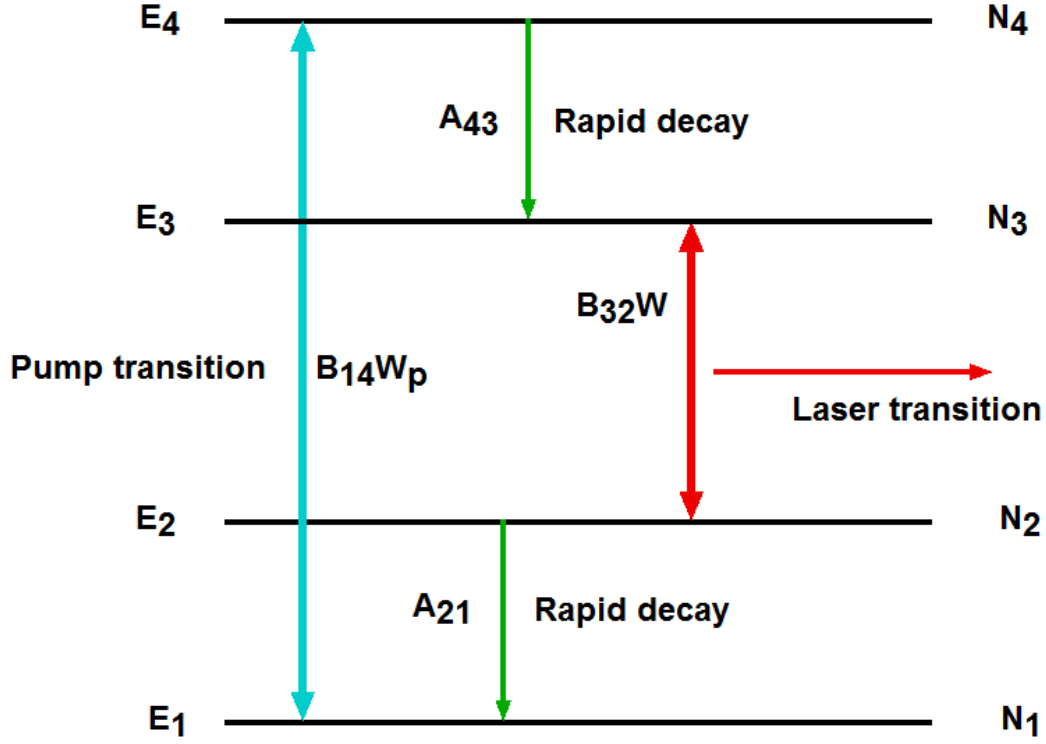 E4 N4
A43 Rapid decay
E3 N3
B32W
Pump transition B14Wp
Laser transition
E2 N2
A21 Rapid decay
E1 N1